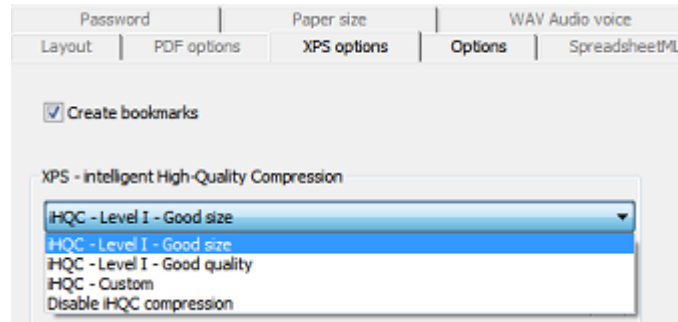 Password Paper size WAV Audio voice
Layout PDF options XPS options Options SpreadsheetML
Create bookmarks
XPS - intelligent High-Quality Compression
iHQC - Level I - Good size
iHQC - Level I - Good size
iHQC - Level I - Good quality
iHQC - Custom
Disable iHQC compression